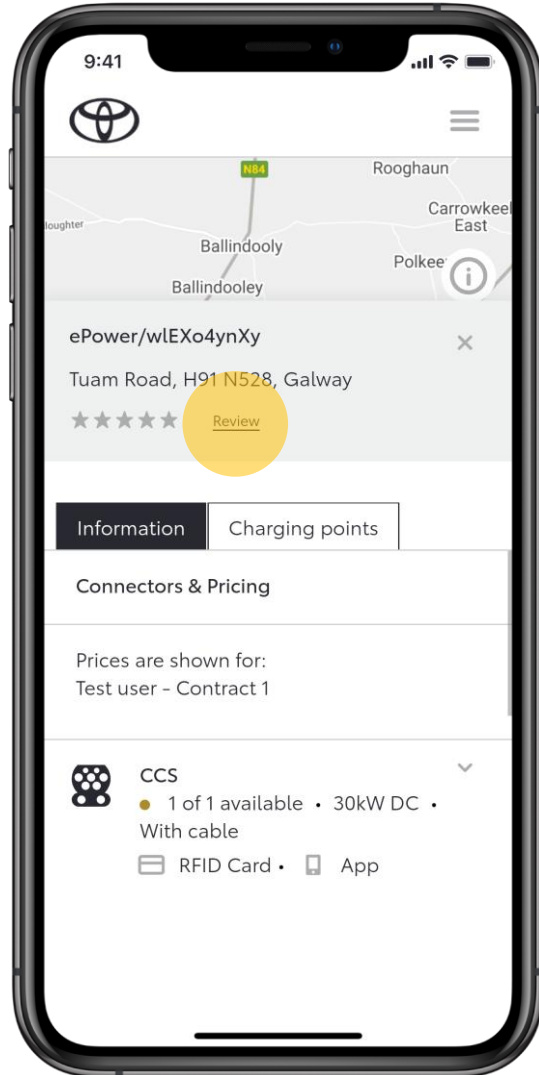 9:41
N84
Rooghaun
Carrowkeel
East
loughter
Ballindooly
Polkee
Ballindooley
ePower/wlEXo4ynXy
Tuam Road, H91 N528, Galway
Review
Information
Charging points
Connectors & Pricing
Prices are shown for:
Test user - Contract 1
CCS
• 1 of 1 available • 30kW DC •
With cable
RFID Card • App